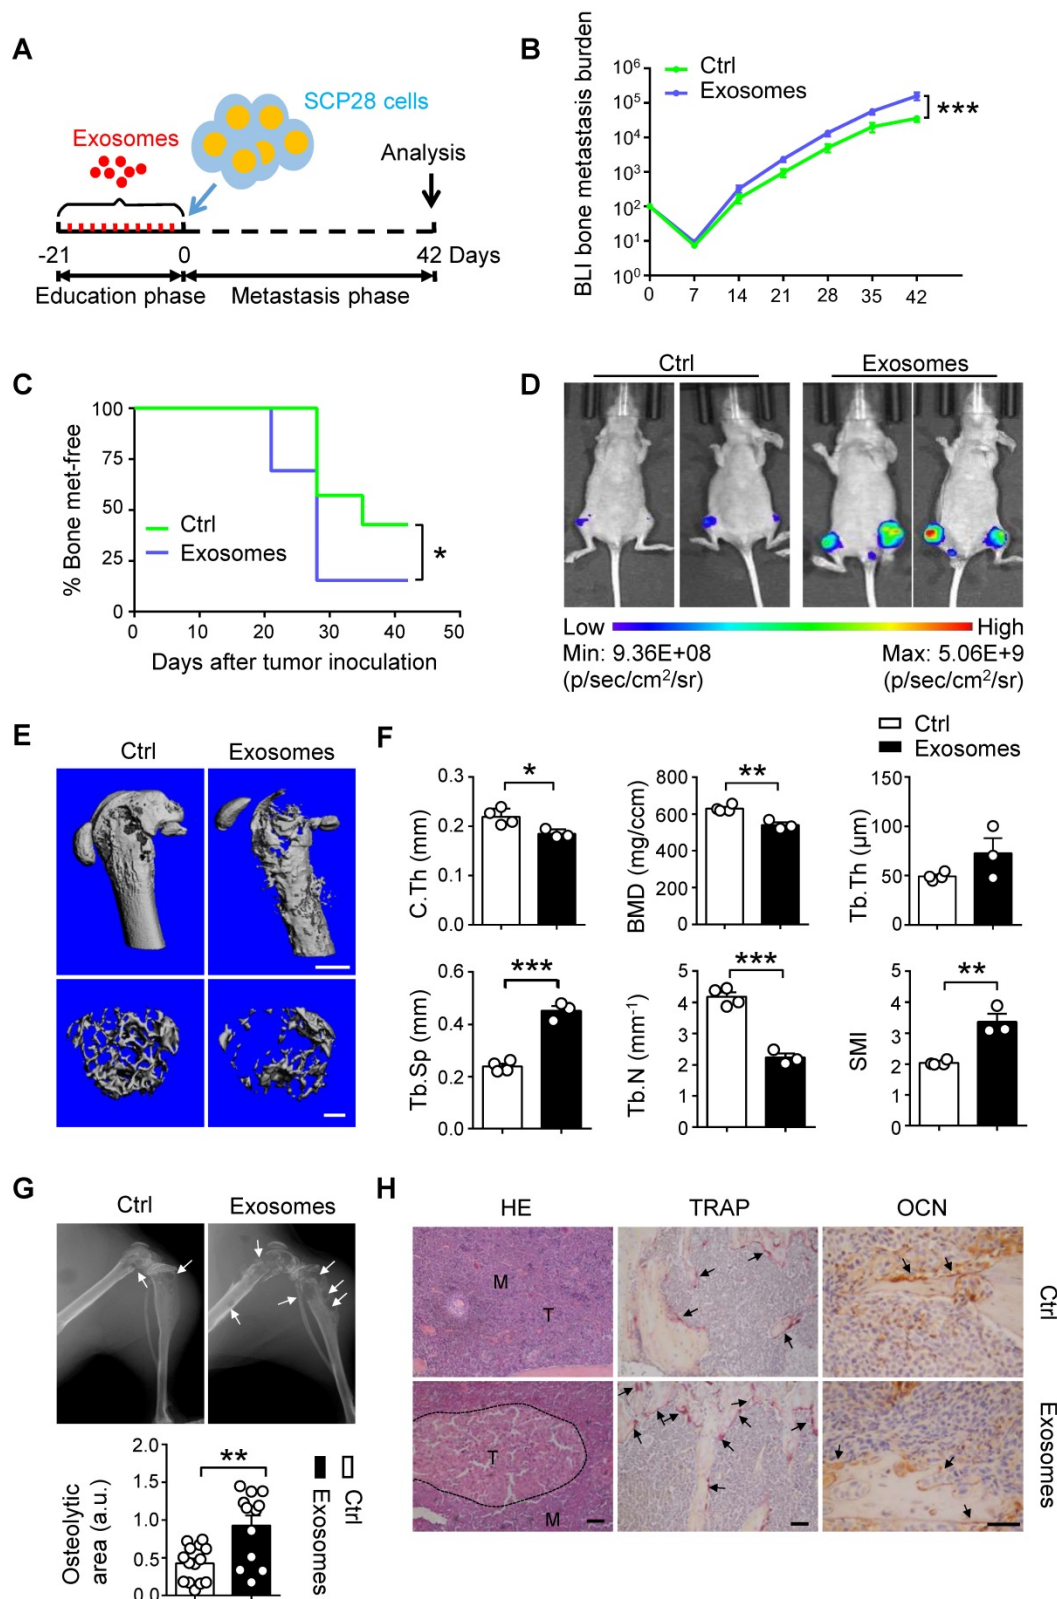 A
SCP28 cells
Exosomes
Analysis
-21
0
42 Days
Education phase
Metastasis phase
B
BLI bone metastasis burden
10⁶
10⁵
10⁴
10³
10²
10¹
10⁰
Ctrl
Exosomes
***
0 7 14 21 28 35 42
C
% Bone met-free
100
75
50
25
0
Ctrl
Exosomes
*
0 10 20 30 40 50
Days after tumor inoculation
D
Ctrl
Exosomes
Low
High
Min: 9.36E+08
(p/sec/cm²/sr)
Max: 5.06E+9
(p/sec/cm²/sr)
E
Ctrl
Exosomes
F
Ctrl
Exosomes
C.Th (mm)
0.3
0.2
0.1
0.0
*
BMD (mg/ccm)
800
600
400
200
0
**
Tb.Th (µm)
150
100
50
0
Tb.Sp (mm)
0.6
0.4
0.2
0.0
***
Tb.N (mm⁻¹)
5
4
3
2
1
0
***
SMI
5
4
3
2
1
0
**
G
Ctrl
Exosomes
Osteolytic
area (a.u.)
2.0
1.5
1.0
0.5
0.0
**
Ctrl
Exosomes
H
HE
TRAP
OCN
M
T
Ctrl
T
M
Exosomes